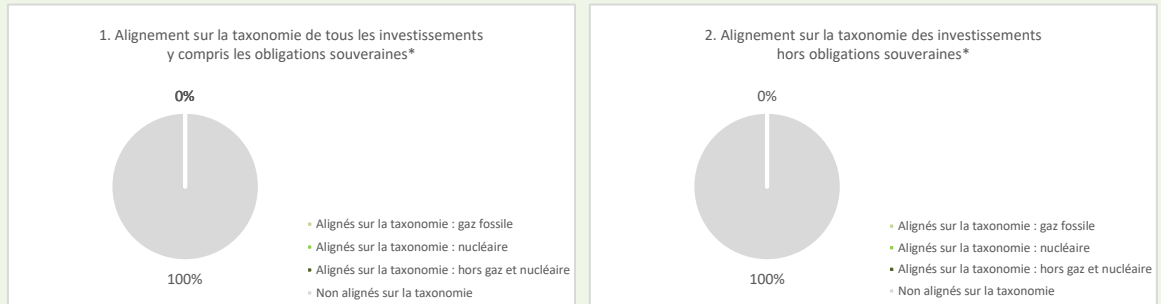 1. Alignement sur la taxonomie de tous les investissements
y compris les obligations souveraines*
0%
100%
Alignés sur la taxonomie : gaz fossile
Alignés sur la taxonomie : nucléaire
Alignés sur la taxonomie : hors gaz et nucléaire
Non alignés sur la taxonomie
2. Alignement sur la taxonomie des investissements
hors obligations souveraines*
0%
100%
Alignés sur la taxonomie : gaz fossile
Alignés sur la taxonomie : nucléaire
Alignés sur la taxonomie : hors gaz et nucléaire
Non alignés sur la taxonomie